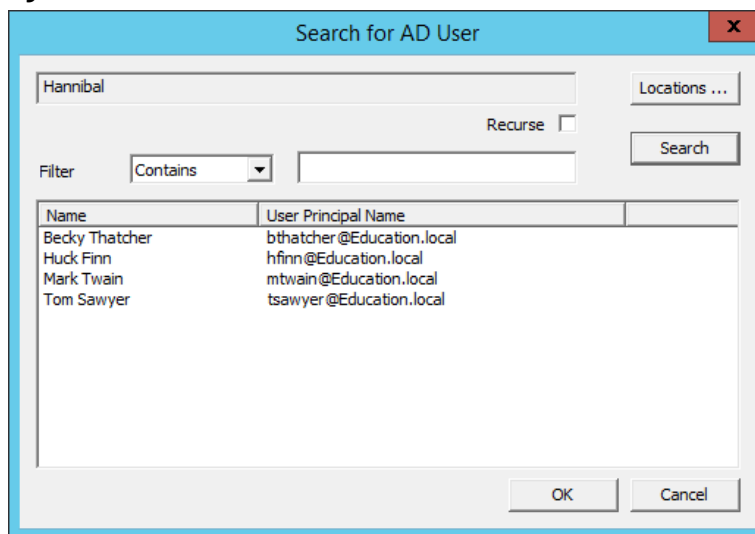 Search for AD User
x
Hannibal
Locations ...
Recurse
Search
Filter Contains
Name User Principal Name
Becky Thatcher bthatcher@Education.local
Huck Finn hfinn@Education.local
Mark Twain mtwain@Education.local
Tom Sawyer tsawyer@Education.local
OK Cancel